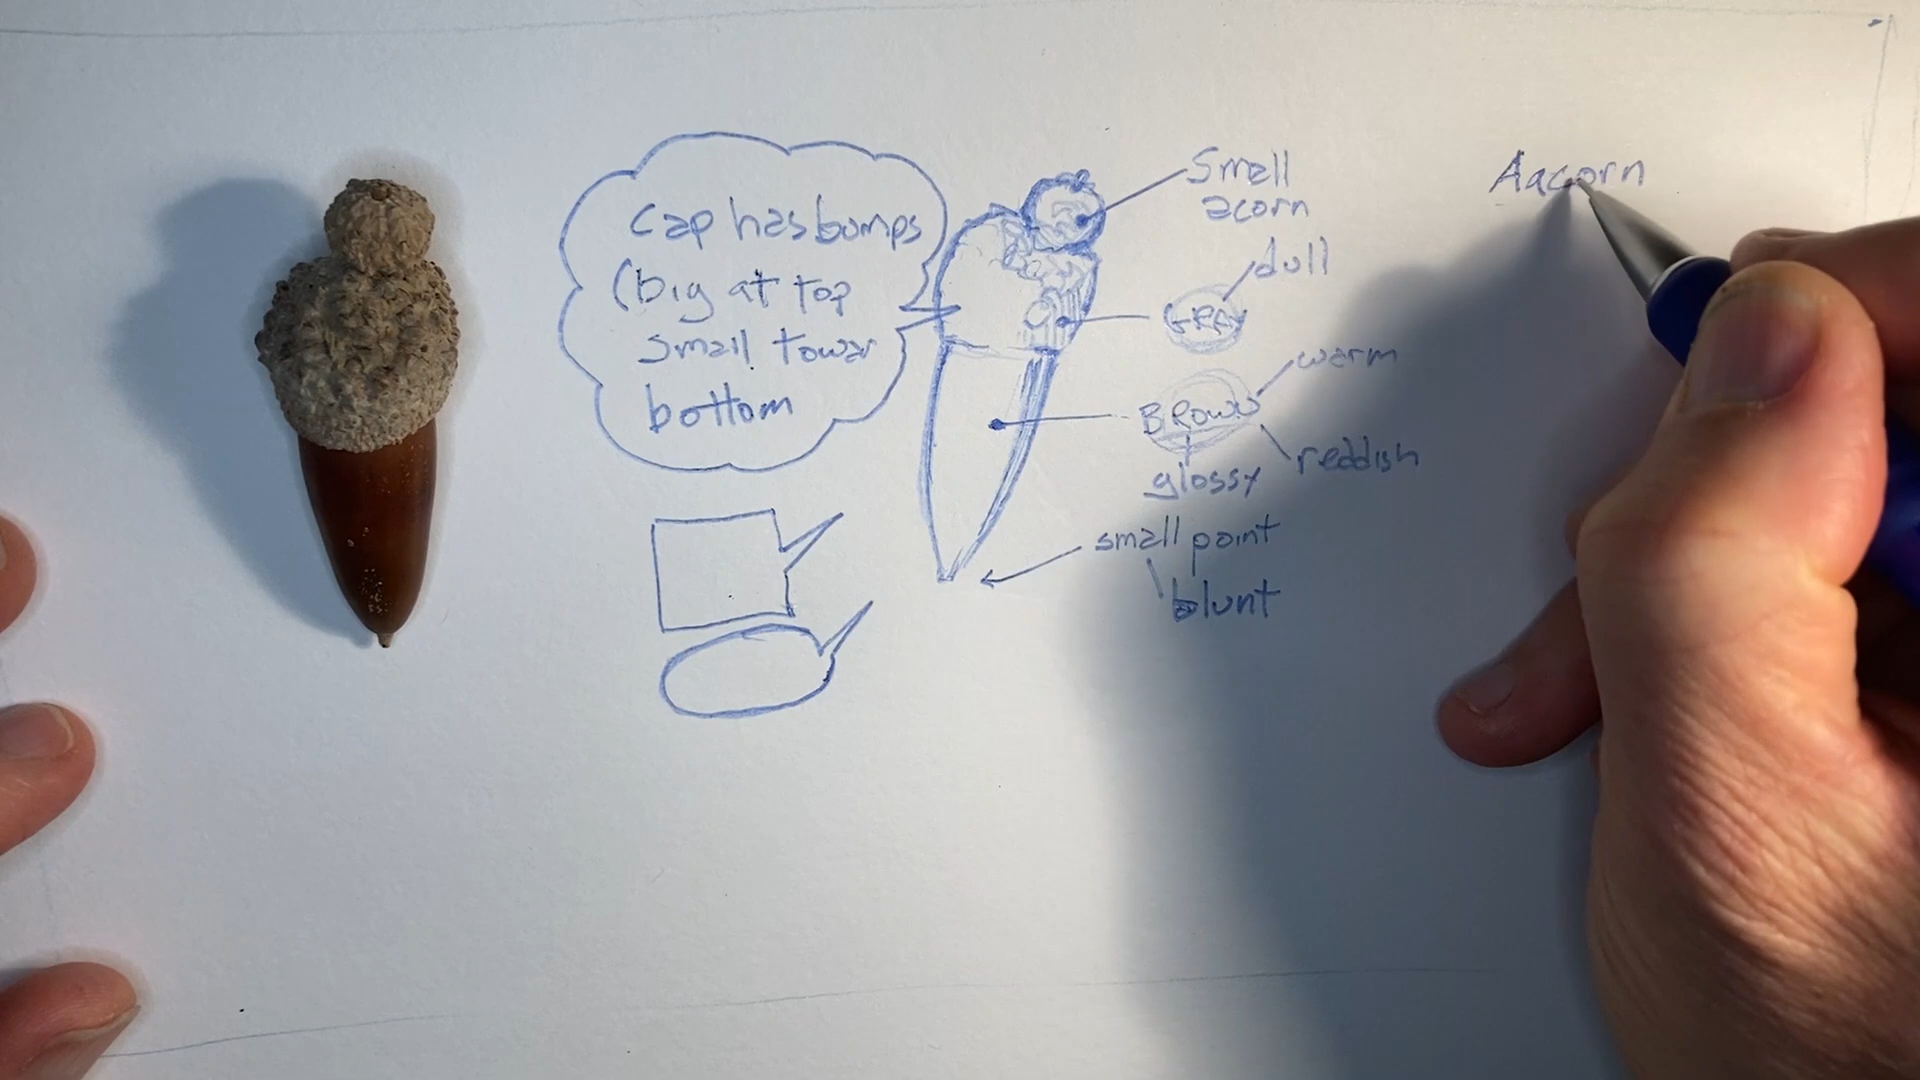 Cap has bumps
(big at top
small towar
bottom
Small
acorn
dull
GRAY
warm
BROWN
reddish
glossy
small point
blunt
Aacorn